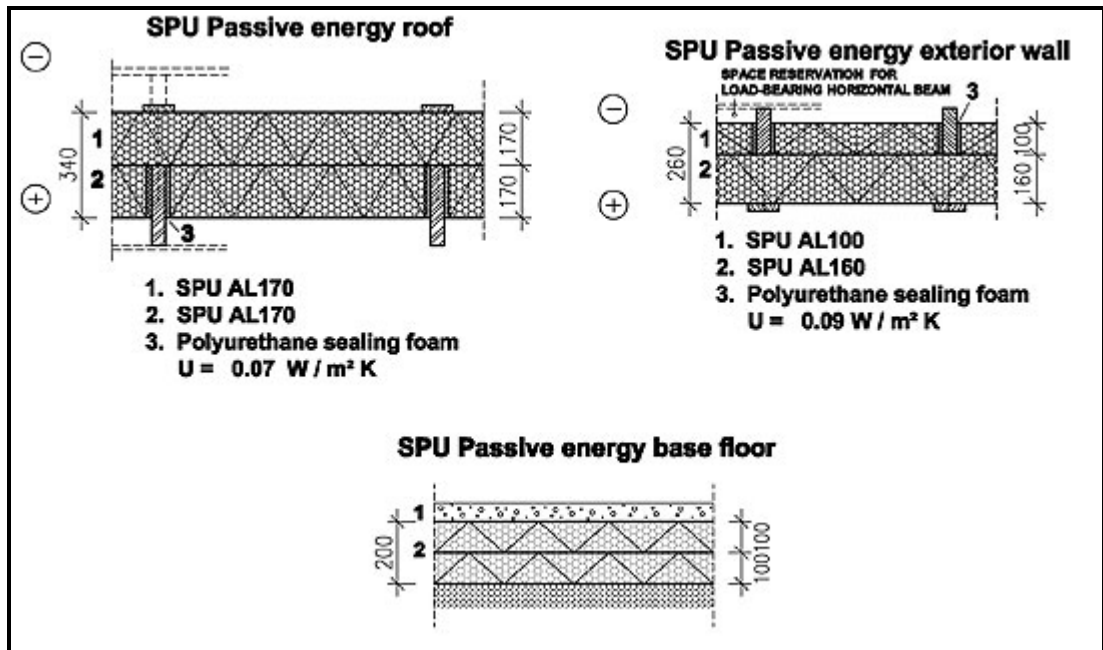 SPU Passive energy roof
−
+
340
1
2
170
170
3
1. SPU AL170
2. SPU AL170
3. Polyurethane sealing foam
U = 0.07 W / m² K
SPU Passive energy exterior wall
SPACE RESERVATION FOR
LOAD-BEARING HORIZONTAL BEAM
3
−
+
260
1
2
100
160
1. SPU AL100
2. SPU AL160
3. Polyurethane sealing foam
U = 0.09 W / m² K
SPU Passive energy base floor
200
1
2
100
100